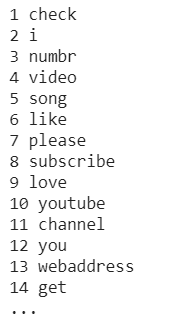 1 check
2 i
3 numbr
4 video
5 song
6 like
7 please
8 subscribe
9 love
10 youtube
11 channel
12 you
13 webaddress
14 get
...